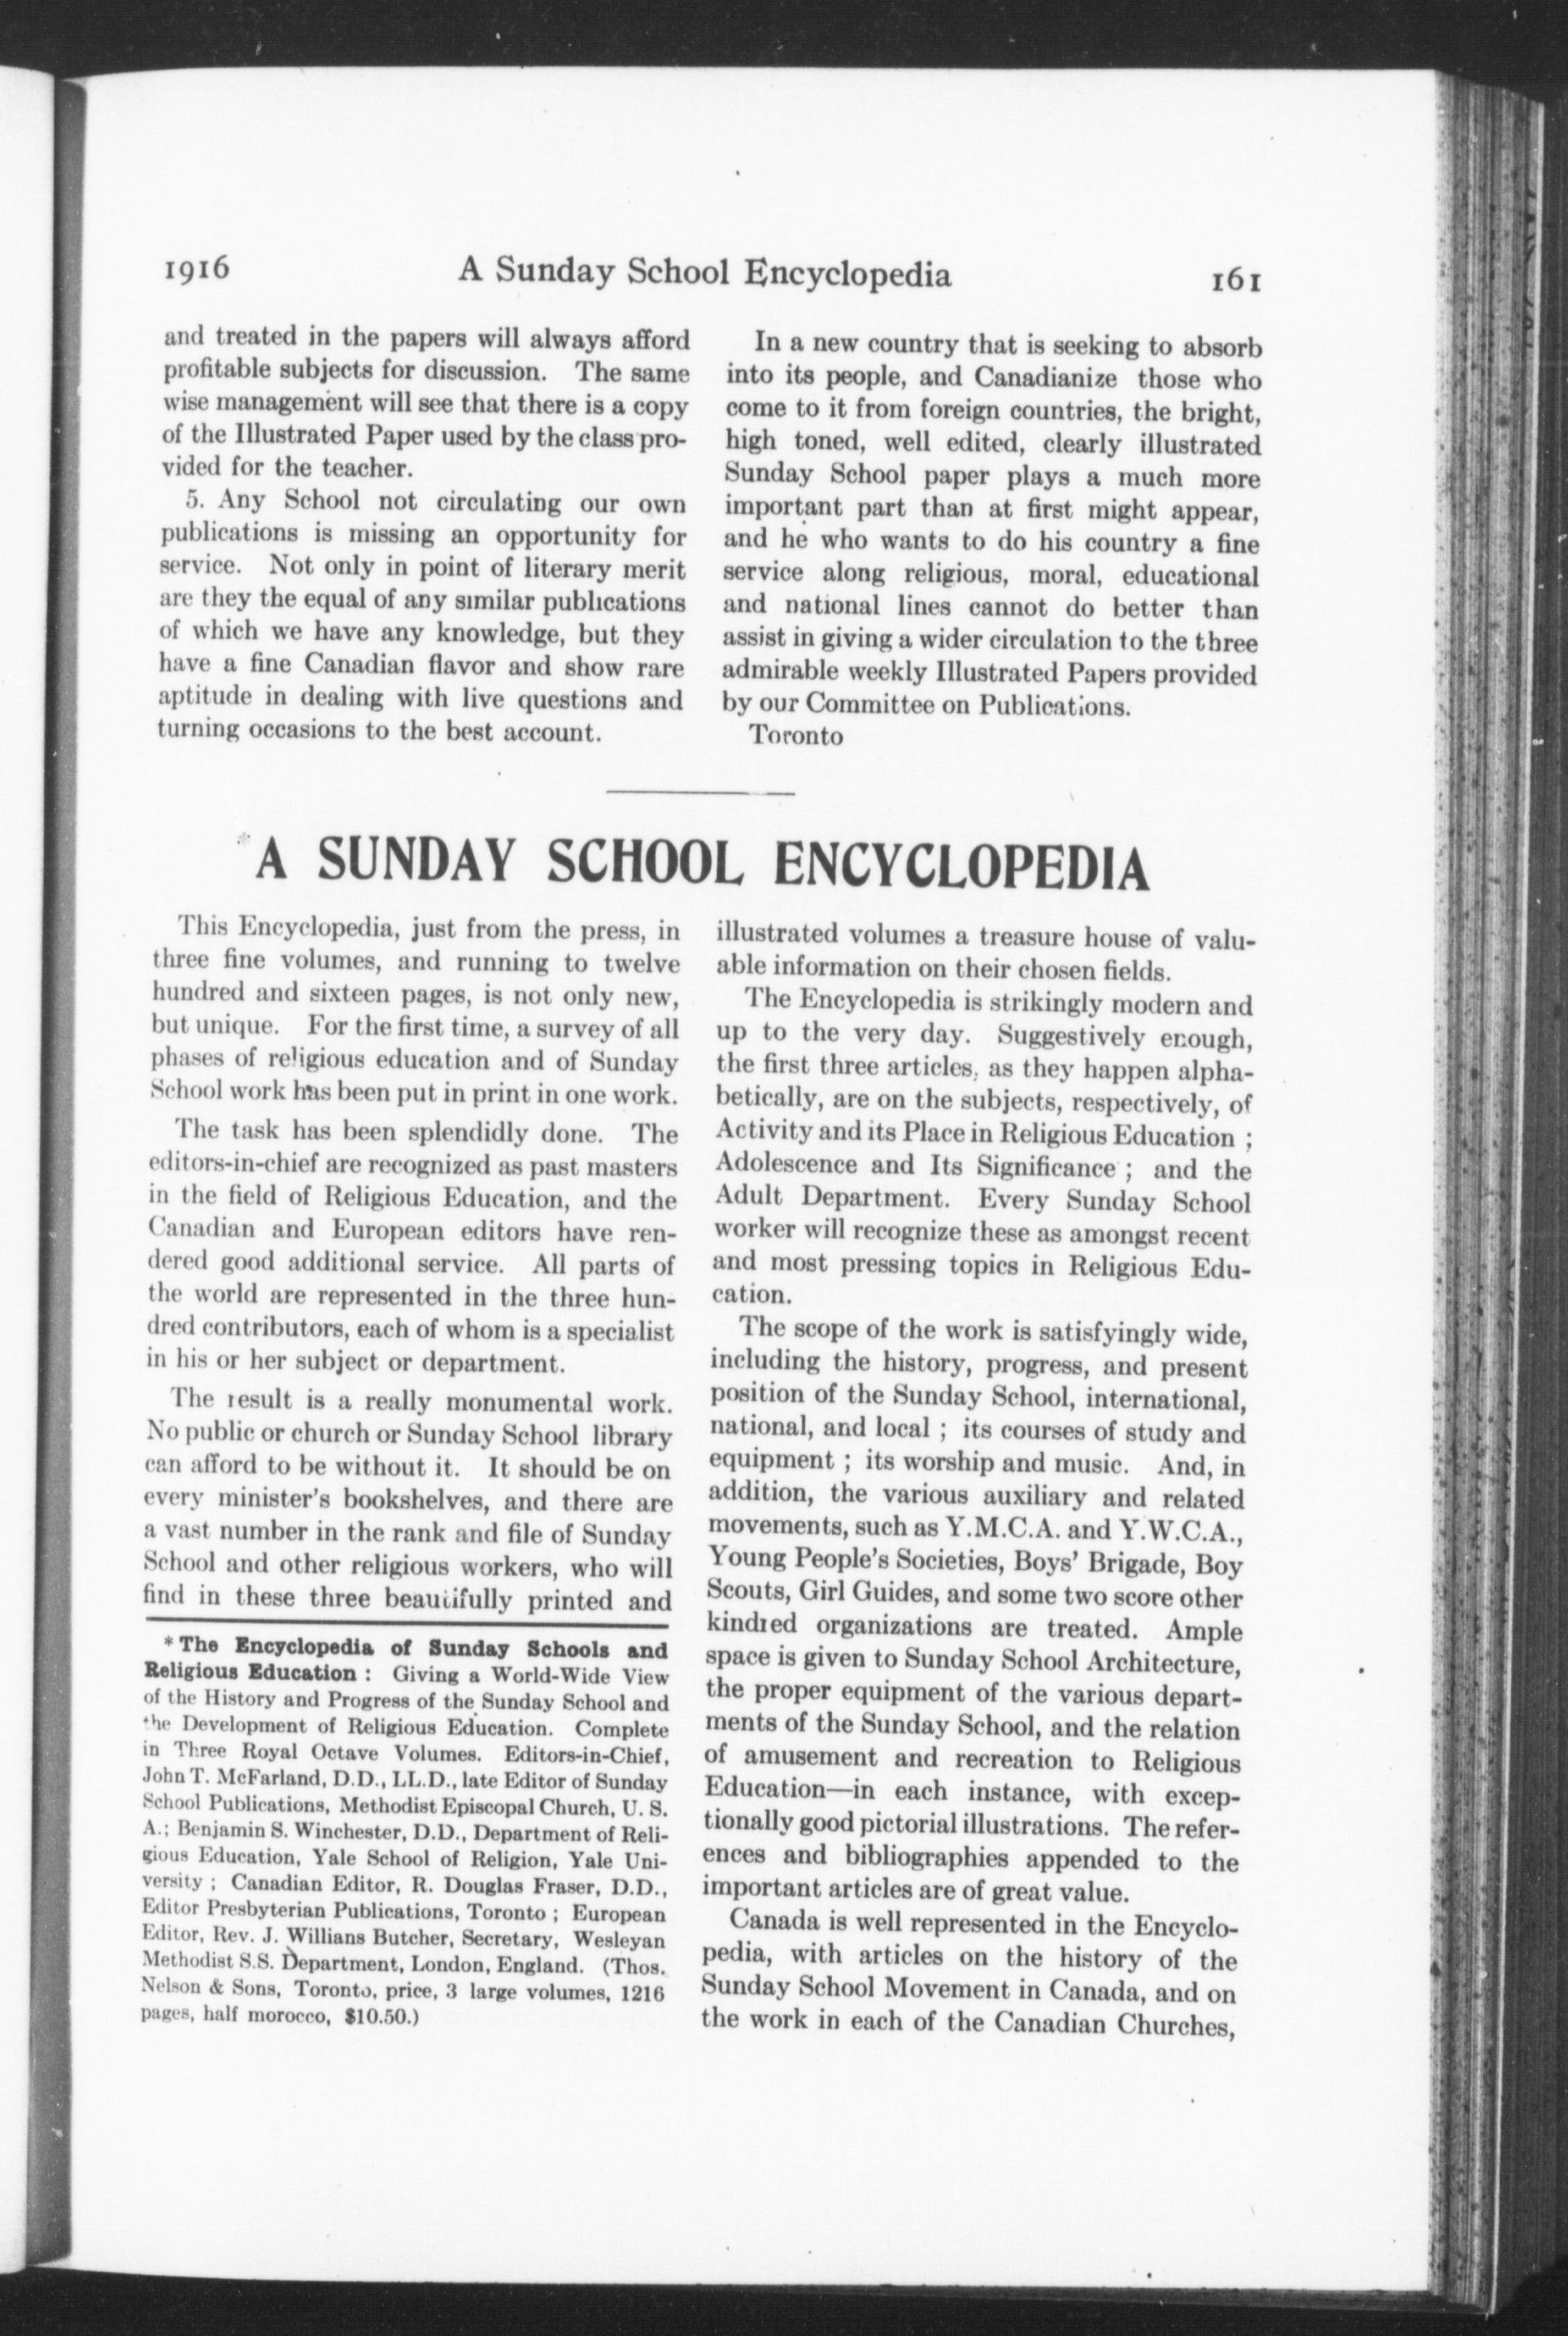 1916 A Sunday School Encyclopedia 161
and treated in the papers will always afford
profitable subjects for discussion. The same
wise management will see that there is a copy
of the Illustrated Paper used by the class pro-
vided for the teacher.
5. Any School not circulating our own
publications is missing an opportunity for
service. Not only in point of literary merit
are they the equal of any similar publications
of which we have any knowledge, but they
have a fine Canadian flavor and show rare
aptitude in dealing with live questions and
turning occasions to the best account.
In a new country that is seeking to absorb
into its people, and Canadianize those who
come to it from foreign countries, the bright,
high toned, well edited, clearly illustrated
Sunday School paper plays a much more
important part than at first might appear,
and he who wants to do his country a fine
service along religious, moral, educational
and national lines cannot do better than
assist in giving a wider circulation to the three
admirable weekly Illustrated Papers provided
by our Committee on Publications.
Toronto
*A SUNDAY SCHOOL ENCYCLOPEDIA
This Encyclopedia, just from the press, in
three fine volumes, and running to twelve
hundred and sixteen pages, is not only new,
but unique. For the first time, a survey of all
phases of religious education and of Sunday
School work has been put in print in one work.
The task has been splendidly done. The
editors-in-chief are recognized as past masters
in the field of Religious Education, and the
Canadian and European editors have ren-
dered good additional service. All parts of
the world are represented in the three hun-
dred contributors, each of whom is a specialist
in his or her subject or department.
The result is a really monumental work.
No public or church or Sunday School library
can afford to be without it. It should be on
every minister's bookshelves, and there are
a vast number in the rank and file of Sunday
School and other religious workers, who will
find in these three beautifully printed and
* The Encyclopedia of Sunday Schools and
Religious Education : Giving a World-Wide View
of the History and Progress of the Sunday School and
the Development of Religious Education. Complete
in Three Royal Octave Volumes. Editors-in-Chief,
John T. McFarland, D.D., LL.D., late Editor of Sunday
School Publications, Methodist Episcopal Church, U. S.
A.; Benjamin S. Winchester, D.D., Department of Reli-
gious Education, Yale School of Religion, Yale Uni-
versity ; Canadian Editor, R. Douglas Fraser, D.D.,
Editor Presbyterian Publications, Toronto ; European
Editor, Rev. J. Willians Butcher, Secretary, Wesleyan
Methodist S.S. Department, London, England. (Thos.
Nelson & Sons, Toronto, price, 3 large volumes, 1216
pages, half morocco, $10.50.)
illustrated volumes a treasure house of valu-
able information on their chosen fields.
The Encyclopedia is strikingly modern and
up to the very day. Suggestively enough,
the first three articles, as they happen alpha-
betically, are on the subjects, respectively, of
Activity and its Place in Religious Education ;
Adolescence and Its Significance ; and the
Adult Department. Every Sunday School
worker will recognize these as amongst recent
and most pressing topics in Religious Edu-
cation.
The scope of the work is satisfyingly wide,
including the history, progress, and present
position of the Sunday School, international,
national, and local ; its courses of study and
equipment ; its worship and music. And, in
addition, the various auxiliary and related
movements, such as Y.M.C.A. and Y.W.C.A.,
Young People's Societies, Boys' Brigade, Boy
Scouts, Girl Guides, and some two score other
kindred organizations are treated. Ample
space is given to Sunday School Architecture,
the proper equipment of the various depart-
ments of the Sunday School, and the relation
of amusement and recreation to Religious
Education—in each instance, with excep-
tionally good pictorial illustrations. The refer-
ences and bibliographies appended to the
important articles are of great value.
Canada is well represented in the Encyclo-
pedia, with articles on the history of the
Sunday School Movement in Canada, and on
the work in each of the Canadian Churches,